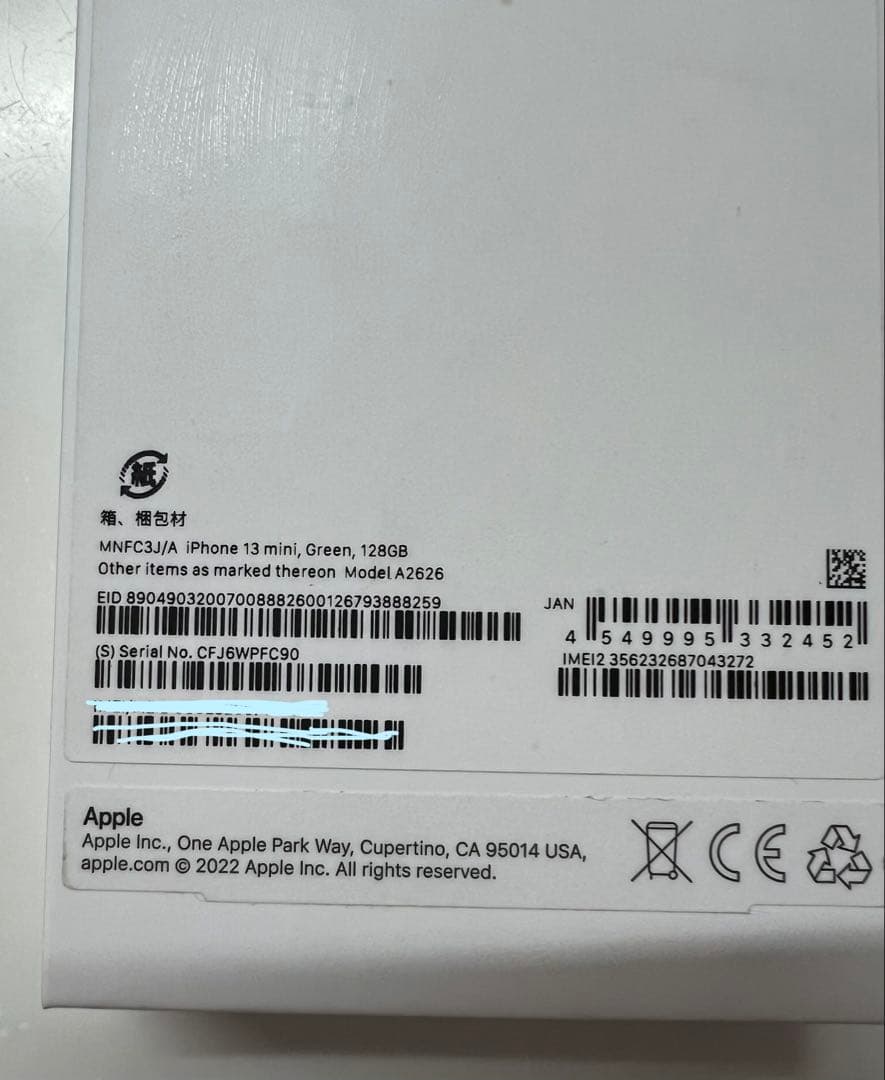 紙
箱、梱包材
MNFC3J/A iPhone 13 mini, Green, 128GB
Other items as marked thereon Model A2626
EID 89049032007008882600126793888259
JAN
4 549995 332452
(S) Serial No. CFJ6WPFC90
IMEI2 356232687043272
Apple
Apple Inc., One Apple Park Way, Cupertino, CA 95014 USA,
apple.com © 2022 Apple Inc. All rights reserved.
CE